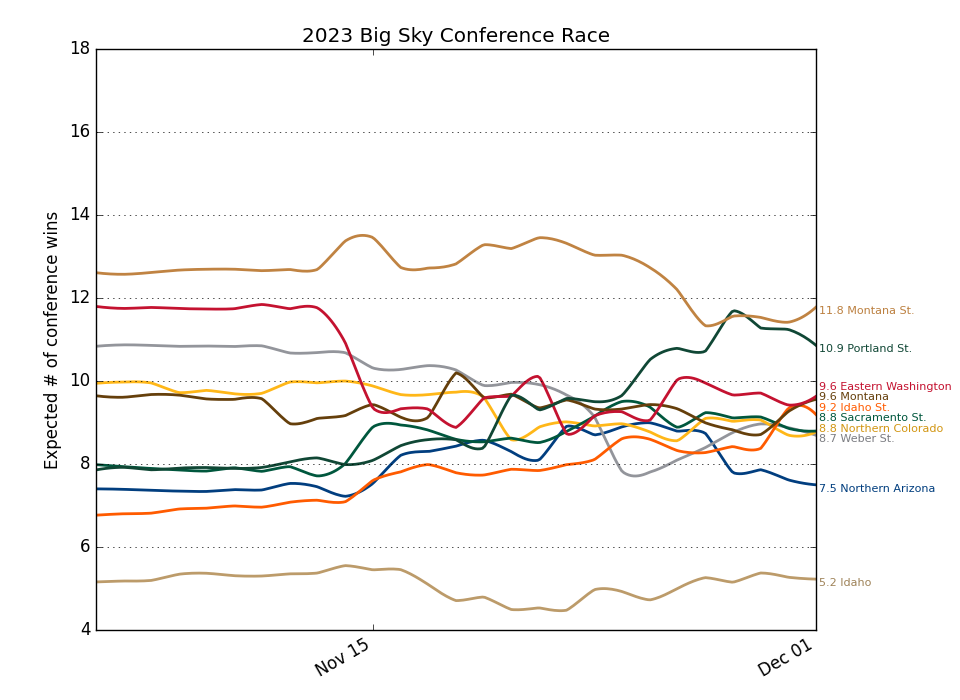 2023 Big Sky Conference Race
Expected # of conference wins
18
16
14
12
10
8
6
4
Nov 15
Dec 01
11.8 Montana St.
10.9 Portland St.
9.6 Eastern Washington
9.6 Montana
9.2 Idaho St.
8.8 Sacramento St.
8.8 Northern Colorado
8.7 Weber St.
7.5 Northern Arizona
5.2 Idaho